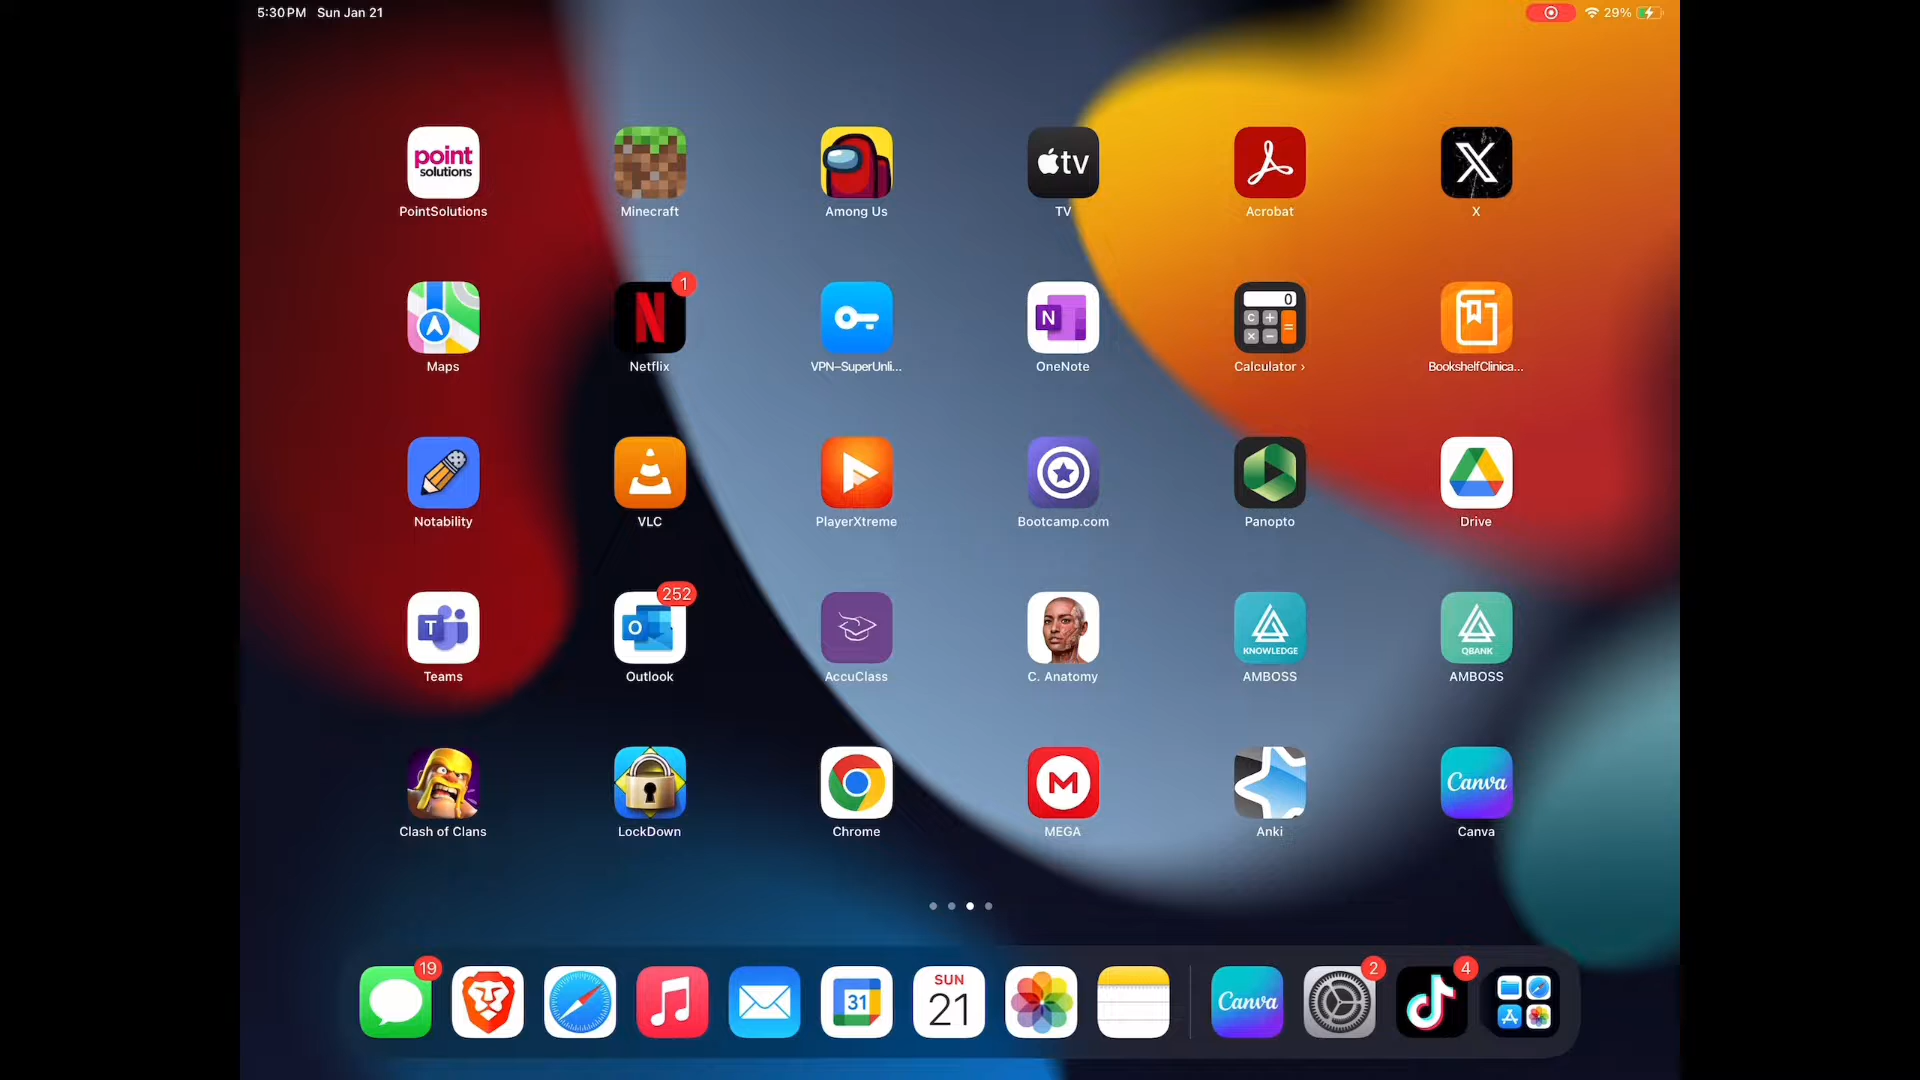 5:30 PM Sun Jan 21
29%
point
solutions
tv
0
PointSolutions
Minecraft
Among Us
TV
Acrobat
X
1
N
C + × − =
Maps
Netflix
VPN–SuperUnli...
OneNote
Calculator ›
BookshelfClinica...
Notability
VLC
PlayerXtreme
Bootcamp.com
Panopto
Drive
252
T
O
KNOWLEDGE
QBANK
Teams
Outlook
AccuClass
C. Anatomy
AMBOSS
AMBOSS
M
Canva
Clash of Clans
LockDown
Chrome
MEGA
Anki
Canva
19
2
4
31
SUN
21
Canva